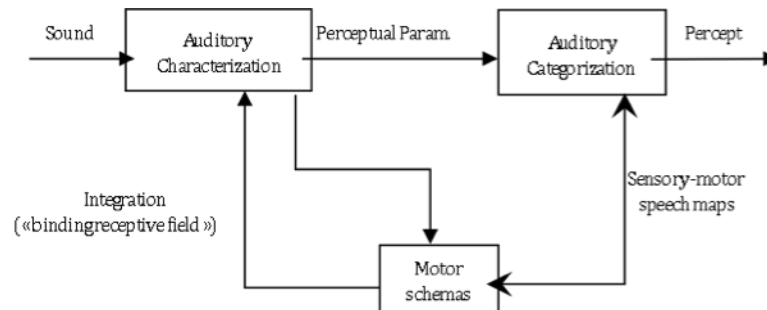 Sound
Auditory
Characterization
Perceptual Param.
Auditory
Categorization
Percept
Integration
(«bindingreceptive field »)
Sensory-motor
speech maps
Motor
schemas